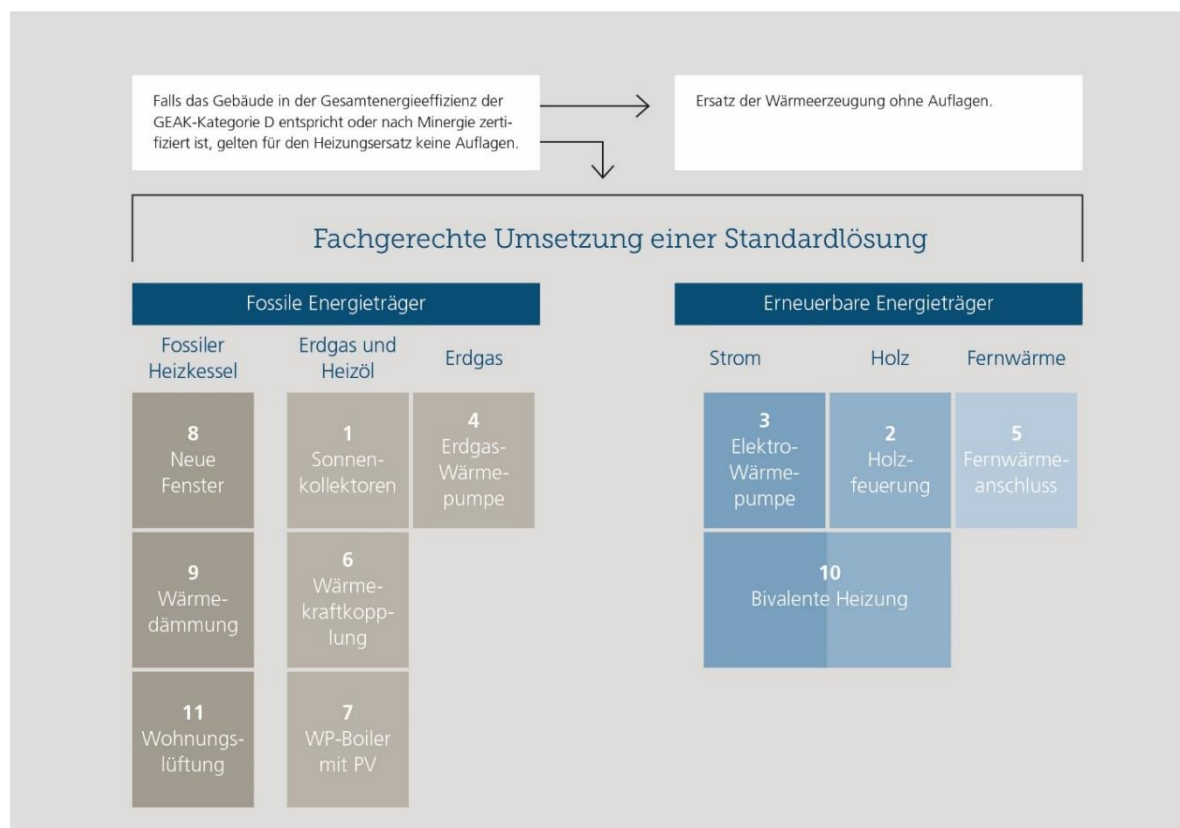 Falls das Gebäude in der Gesamtenergieeffizienz der
GEAK-Kategorie D entspricht oder nach Minergie zerti-
fiziert ist, gelten für den Heizungsersatz keine Auflagen.
Ersatz der Wärmeerzeugung ohne Auflagen.
Fachgerechte Umsetzung einer Standardlösung
Fossile Energieträger
Fossiler
Heizkessel
Erdgas und
Heizöl
Erdgas
8
Neue
Fenster
1
Sonnen-
kollektoren
4
Erdgas-
Wärme-
pumpe
9
Wärme-
dämmung
6
Wärme-
kraftkopp-
lung
11
Wohnungs-
lüftung
7
WP-Boiler
mit PV
Erneuerbare Energieträger
Strom
Holz
Fernwärme
3
Elektro-
Wärme-
pumpe
2
Holz-
feuerung
5
Fernwärme-
anschluss
10
Bivalente Heizung